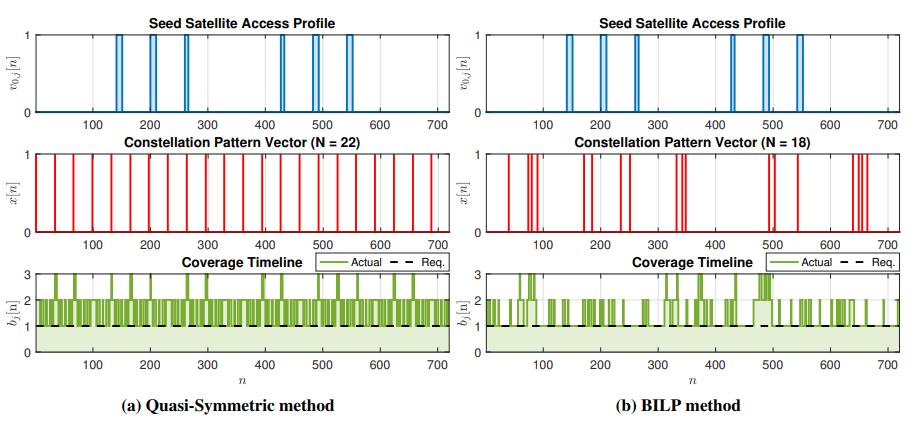 Seed Satellite Access Profile
1
0
v0,j[n]
100 200 300 400 500 600 700
Constellation Pattern Vector (N = 22)
1
0
x[n]
100 200 300 400 500 600 700
Coverage Timeline
Actual Req.
3
2
1
0
bj[n]
100 200 300 400 500 600 700
n
(a) Quasi-Symmetric method
Seed Satellite Access Profile
1
0
v0,j[n]
100 200 300 400 500 600 700
Constellation Pattern Vector (N = 18)
1
0
x[n]
100 200 300 400 500 600 700
Coverage Timeline
Actual Req.
3
2
1
0
bj[n]
100 200 300 400 500 600 700
n
(b) BILP method